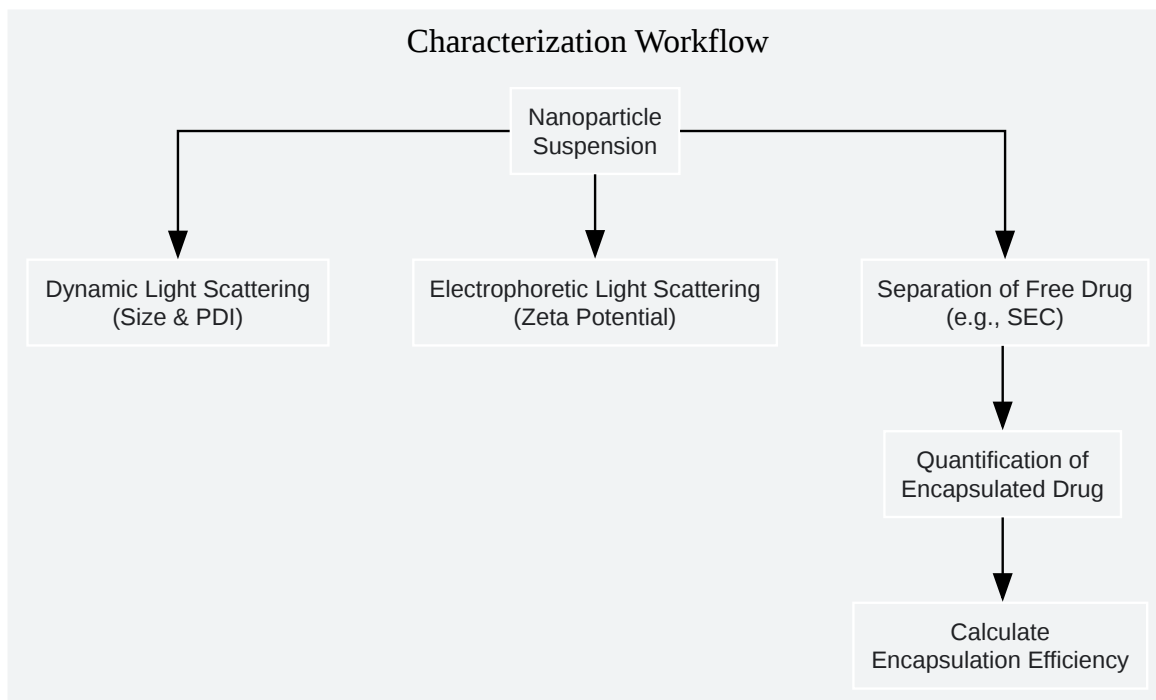 Characterization Workflow
Nanoparticle
Suspension
Dynamic Light Scattering
(Size & PDI)
Electrophoretic Light Scattering
(Zeta Potential)
Separation of Free Drug
(e.g., SEC)
Quantification of
Encapsulated Drug
Calculate
Encapsulation Efficiency